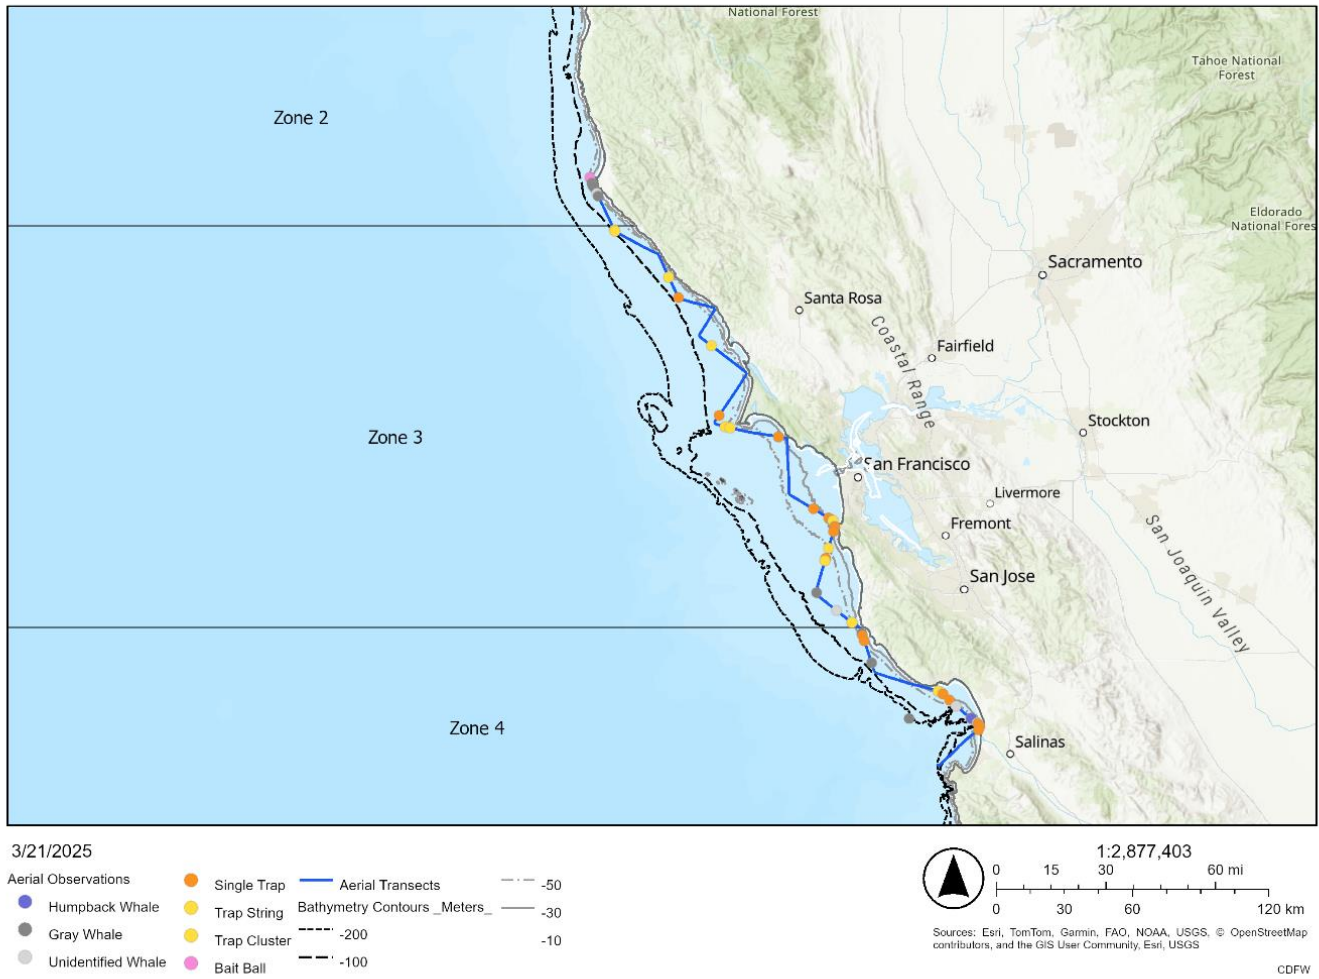 National Forest
Tahoe National
Forest
Zone 2
Eldorado
National Fores
Sacramento
Santa Rosa
Coastal Range
Fairfield
Stockton
Zone 3
San Francisco
Livermore
Fremont
San Joaquin Valley
San Jose
Zone 4
Salinas
3/21/2025
Aerial Observations
Humpback Whale
Gray Whale
Unidentified Whale
Single Trap
Trap String
Trap Cluster
Bait Ball
Aerial Transects
Bathymetry Contours _Meters_
-200
-100
-50
-30
-10
1:2,877,403
0 15 30 60 mi
0 30 60 120 km
Sources: Esri, TomTom, Garmin, FAO, NOAA, USGS, © OpenStreetMap
contributors, and the GIS User Community, Esri, USGS
CDFW